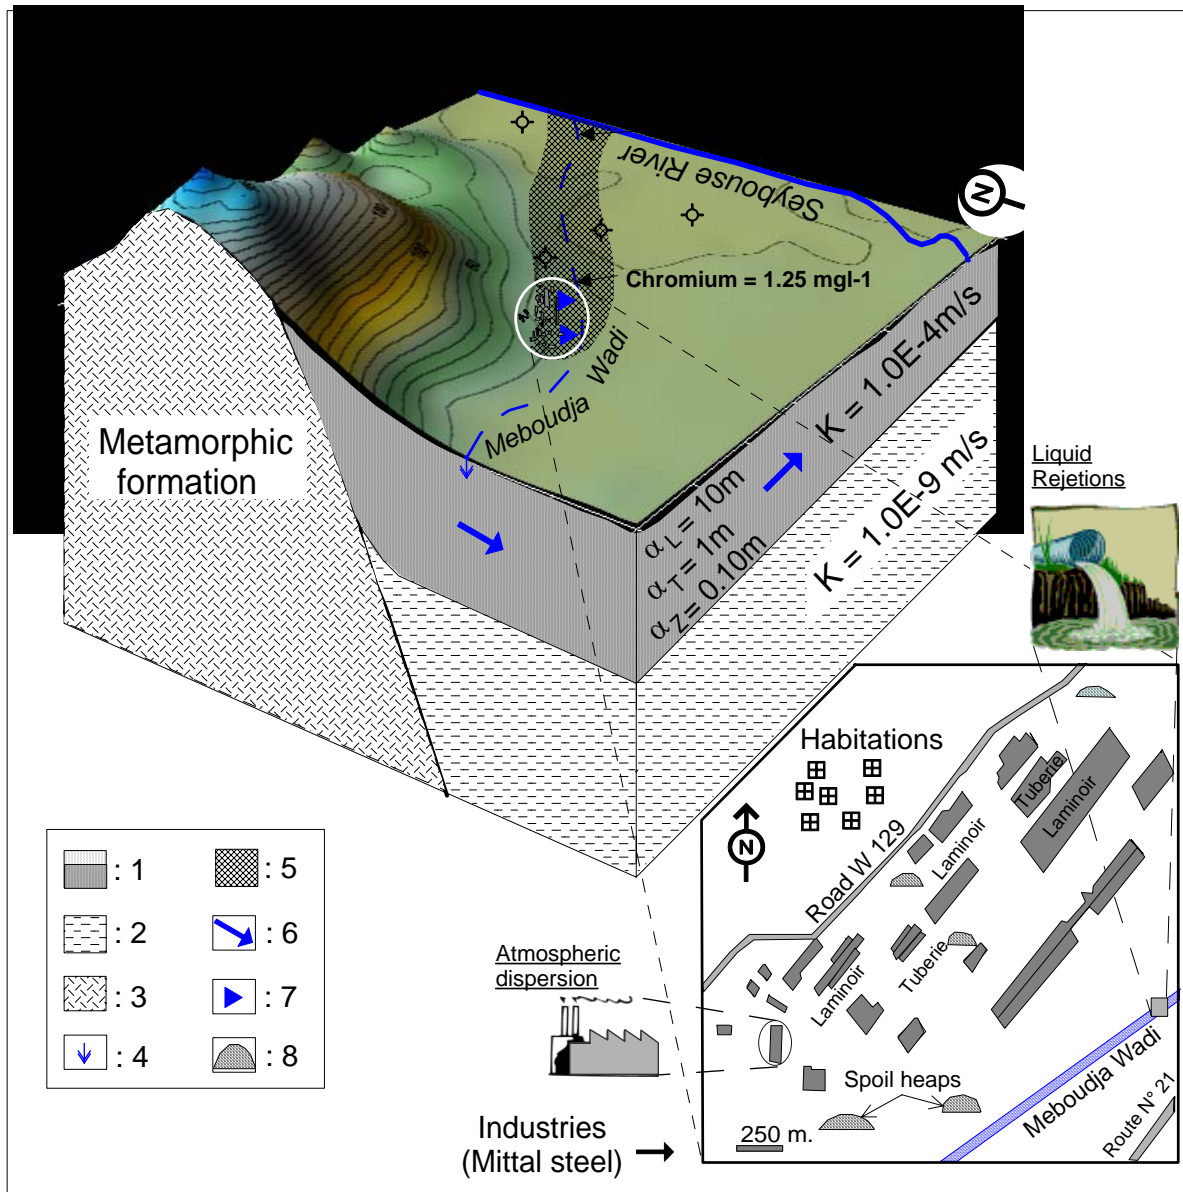 Seybouse River
N
Chromium = 1.25 mgl-1
Meboudja Wadi
K = 1.0E-4m/s
K = 1.0E-9 m/s
αL = 10m
αT = 1m
αZ = 0.10m
Metamorphic
formation
Liquid
Rejetions
Habitations
N
Road W 129
Tuberie
Laminoir
Laminoir
Tuberie
Laminoir
Spoil heaps
250 m.
Meboudja Wadi
Route N° 21
Atmospheric
dispersion
Industries
(Mittal steel)
: 1
: 2
: 3
: 4
: 5
: 6
: 7
: 8